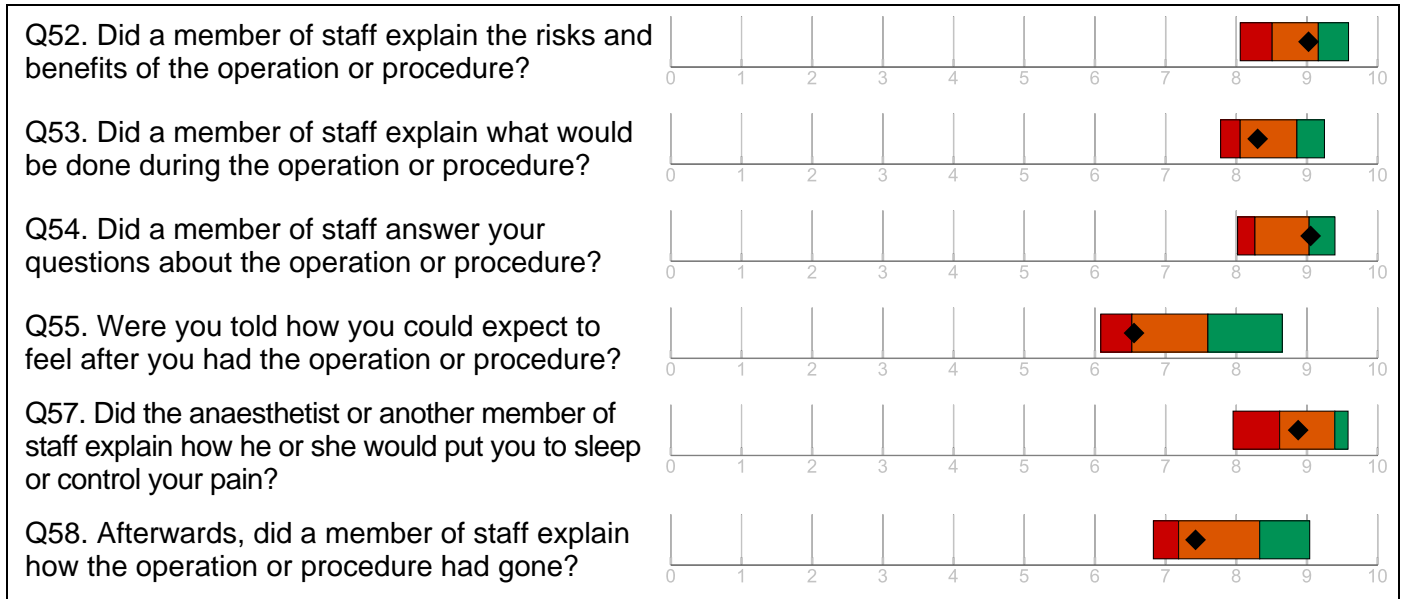 Q52. Did a member of staff explain the risks and
benefits of the operation or procedure?
0 1 2 3 4 5 6 7 8 9 10
Q53. Did a member of staff explain what would
be done during the operation or procedure?
0 1 2 3 4 5 6 7 8 9 10
Q54. Did a member of staff answer your
questions about the operation or procedure?
0 1 2 3 4 5 6 7 8 9 10
Q55. Were you told how you could expect to
feel after you had the operation or procedure?
0 1 2 3 4 5 6 7 8 9 10
Q57. Did the anaesthetist or another member of
staff explain how he or she would put you to sleep
or control your pain?
0 1 2 3 4 5 6 7 8 9 10
Q58. Afterwards, did a member of staff explain
how the operation or procedure had gone?
0 1 2 3 4 5 6 7 8 9 10